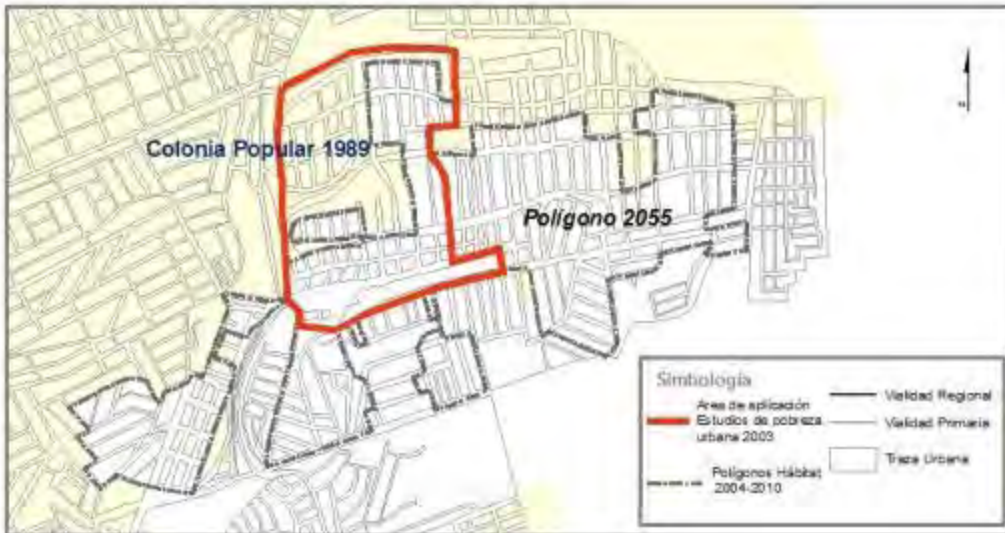 Colonia Popular 1989
Polígono 2055
Simbología
Area de aplicación
Estudios de pobreza
urbana 2003
Polígonos Hábitat
2004-2010
Vialidad Regional
Vialidad Primaria
Traza Urbana